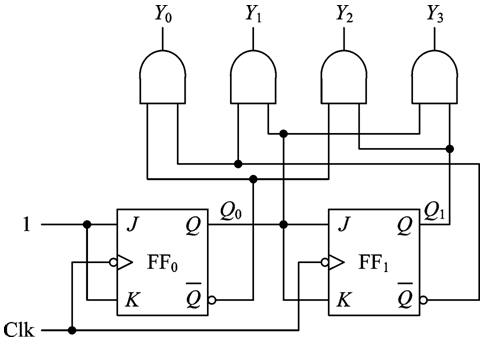 Y₀ Y₁ Y₂ Y₃
Q₀ Q₁
1 J Q J Q
FF₀ FF₁
K Q̅ K Q̅
Clk